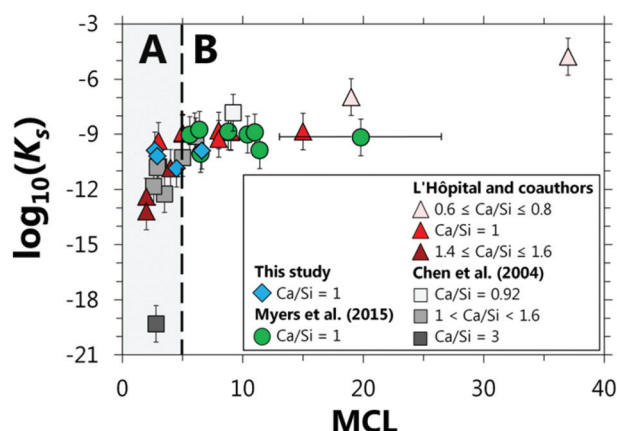 A B
-3
-6
-9
-12
-15
-18
-21
log10(Ks)
L'Hôpital and coauthors
0.6 ≤ Ca/Si ≤ 0.8
Ca/Si = 1
1.4 ≤ Ca/Si ≤ 1.6
This study
Ca/Si = 1
Myers et al. (2015)
Ca/Si = 1
Chen et al. (2004)
Ca/Si = 0.92
1 < Ca/Si < 1.6
Ca/Si = 3
0 10 20 30 40
MCL